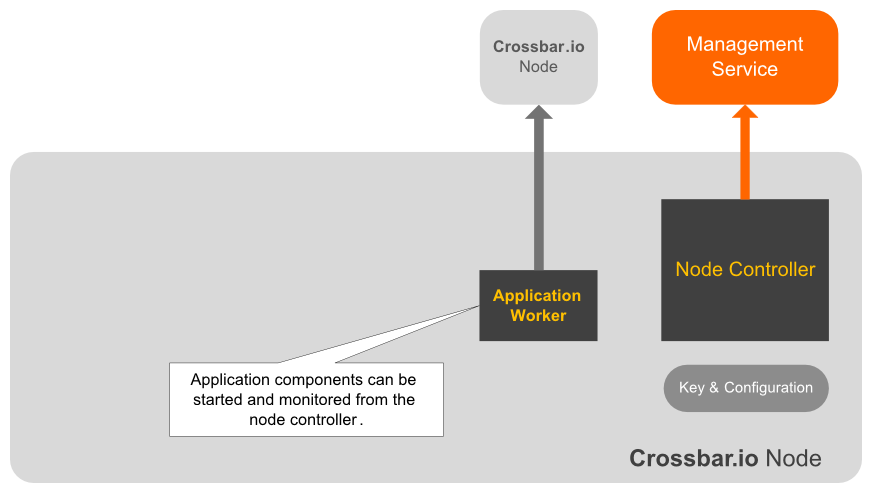 Crossbar.io
Node
Management
Service
Node Controller
Application
Worker
Application components can be
started and monitored from the
node controller.
Key & Configuration
Crossbar.io Node